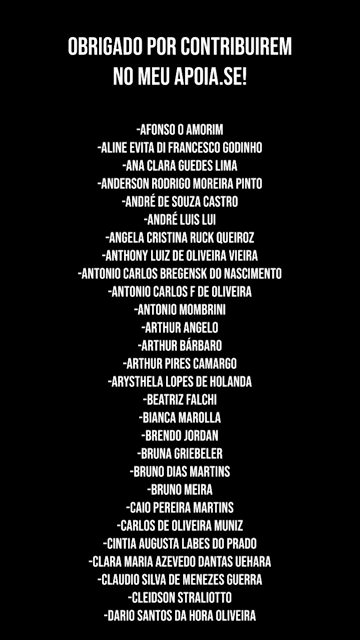 OBRIGADO POR CONTRIBUIREM
NO MEU APOIA.SE!
-AFONSO O AMORIM
-ALINE EVITA DI FRANCESCO GODINHO
-ANA CLARA GUEDES LIMA
-ANDERSON RODRIGO MOREIRA PINTO
-ANDRÉ DE SOUZA CASTRO
-ANDRÉ LUIS LUI
-ANGELA CRISTINA RUCK QUEIROZ
-ANTHONY LUIZ DE OLIVEIRA VIEIRA
-ANTONIO CARLOS BREGENSK DO NASCIMENTO
-ANTONIO CARLOS F DE OLIVEIRA
-ANTONIO MOMBRINI
-ARTHUR ANGELO
-ARTHUR BÁRBARO
-ARTHUR PIRES CAMARGO
-ARYSTHELA LOPES DE HOLANDA
-BEATRIZ FALCHI
-BIANCA MAROLLA
-BRENDO JORDAN
-BRUNA GRIEBELER
-BRUNO DIAS MARTINS
-BRUNO MEIRA
-CAIO PEREIRA MARTINS
-CARLOS DE OLIVEIRA MUNIZ
-CINTIA AUGUSTA LABES DO PRADO
-CLARA MARIA AZEVEDO DANTAS UEHARA
-CLAUDIO SILVA DE MENEZES GUERRA
-CLEIDSON STRALIOTTO
-DARIO SANTOS DA HORA OLIVEIRA